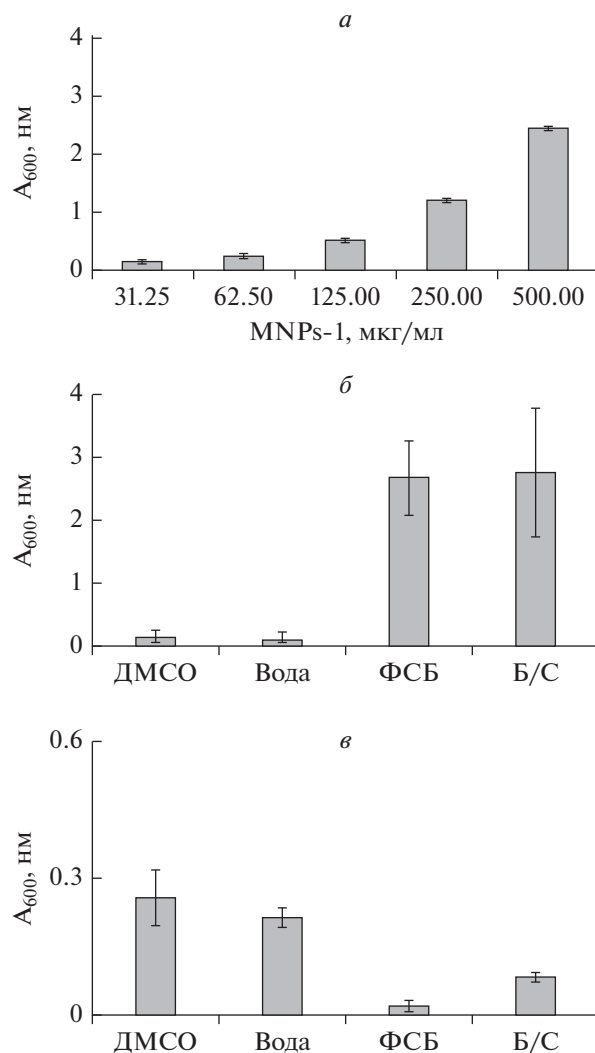 а
4
3
2
1
0
A600, нм
31.25 62.50 125.00 250.00 500.00
MNPs-1, мкг/мл
б
4
3
2
1
0
A600, нм
ДМСО Вода ФСБ Б/С
в
0.6
0.3
0
A600, нм
ДМСО Вода ФСБ Б/С